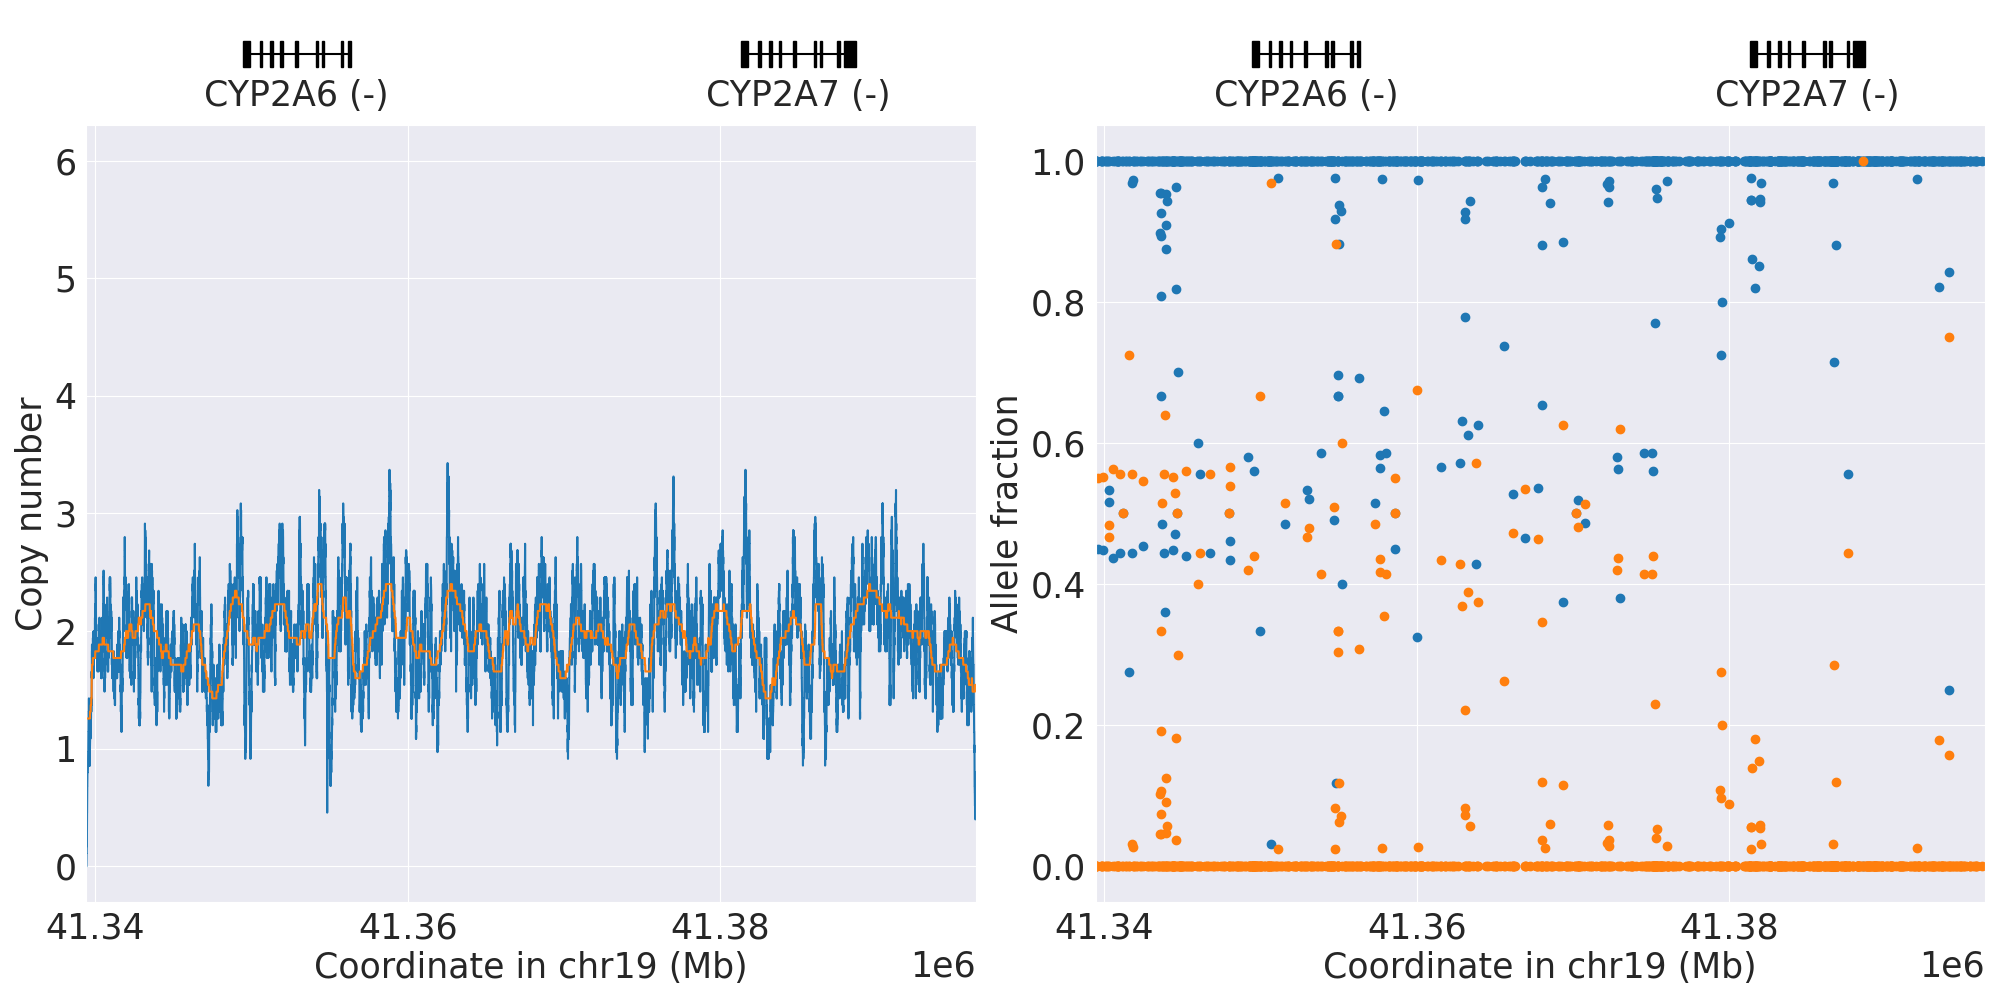 CYP2A6 (-)
CYP2A7 (-)
6
5
4
3
2
1
0
Copy number
41.34
41.36
41.38
Coordinate in chr19 (Mb)
1e6
CYP2A6 (-)
CYP2A7 (-)
1.0
0.8
0.6
0.4
0.2
0.0
Allele fraction
41.34
41.36
41.38
Coordinate in chr19 (Mb)
1e6